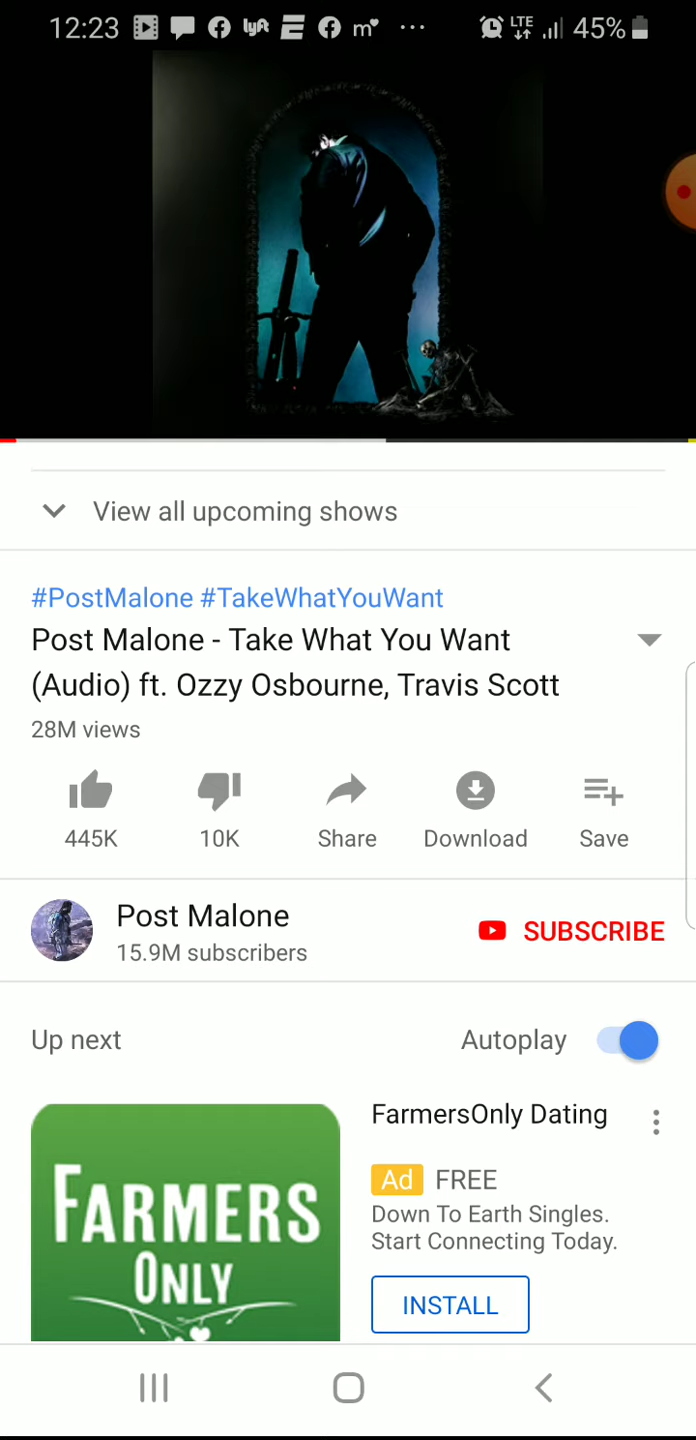 12:23 lyft E m LTE 45%
View all upcoming shows
#PostMalone #TakeWhatYouWant
Post Malone - Take What You Want
(Audio) ft. Ozzy Osbourne, Travis Scott
28M views
445K 10K Share Download Save
Post Malone
15.9M subscribers
SUBSCRIBE
Up next Autoplay
FARMERS
ONLY
FarmersOnly Dating
Ad FREE
Down To Earth Singles.
Start Connecting Today.
INSTALL